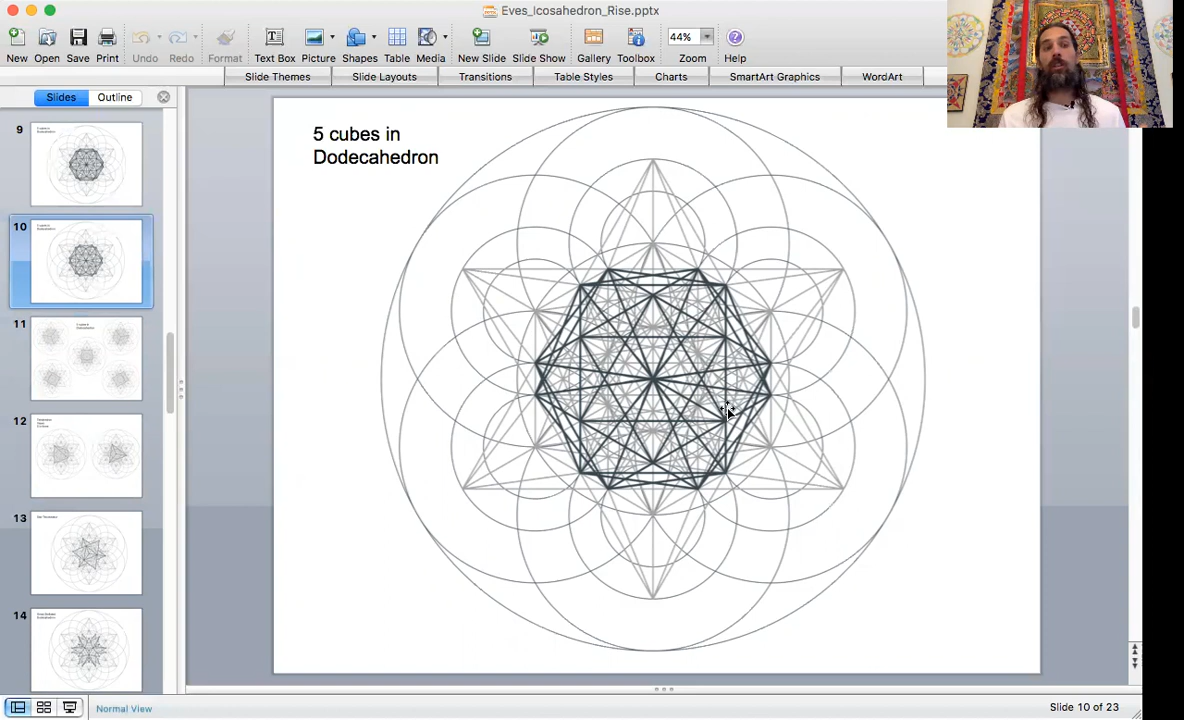 Eves_Icosahedron_Rise.pptx
New Open Save Print Undo Redo Format Text Box Picture Shapes Table Media New Slide Slide Show Gallery Toolbox Zoom Help
44%
Slide Themes Slide Layouts Transitions Table Styles Charts SmartArt Graphics WordArt
Slides Outline
9
10
11
12
13
14
5 cubes in
Dodecahedron
Normal View
Slide 10 of 23